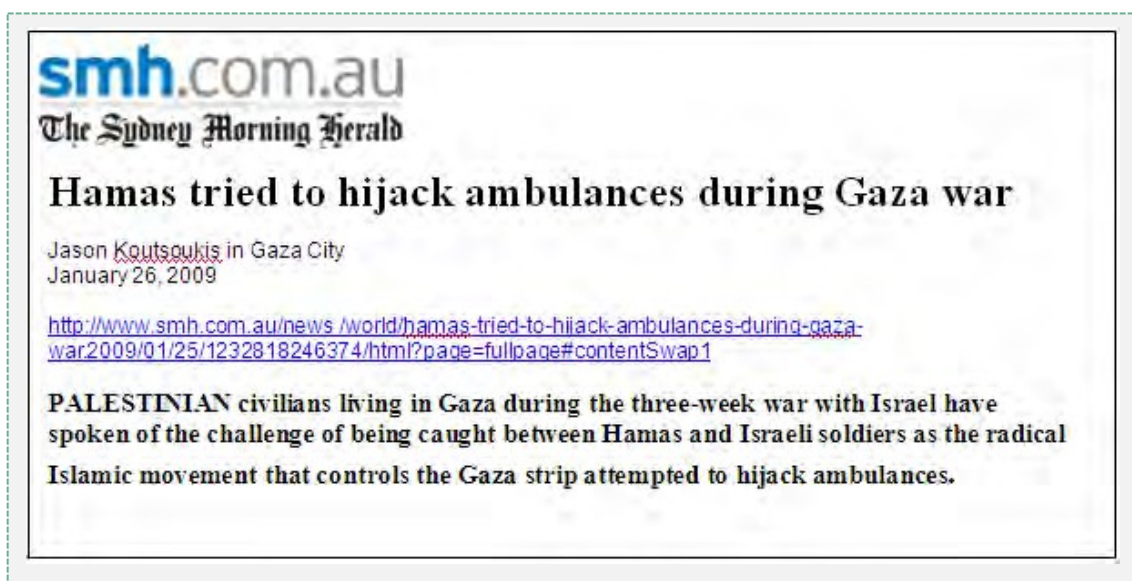 smh.com.au
The Sydney Morning Herald
Hamas tried to hijack ambulances during Gaza war
Jason Koutsoukis in Gaza City
January 26, 2009
http://www.smh.com.au/news /world/hamas-tried-to-hijack-ambulances-during-gaza-
war.2009/01/25/1232818246374/html?page=fullpage#contentSwap1
PALESTINIAN civilians living in Gaza during the three-week war with Israel have
spoken of the challenge of being caught between Hamas and Israeli soldiers as the radical
Islamic movement that controls the Gaza strip attempted to hijack ambulances.